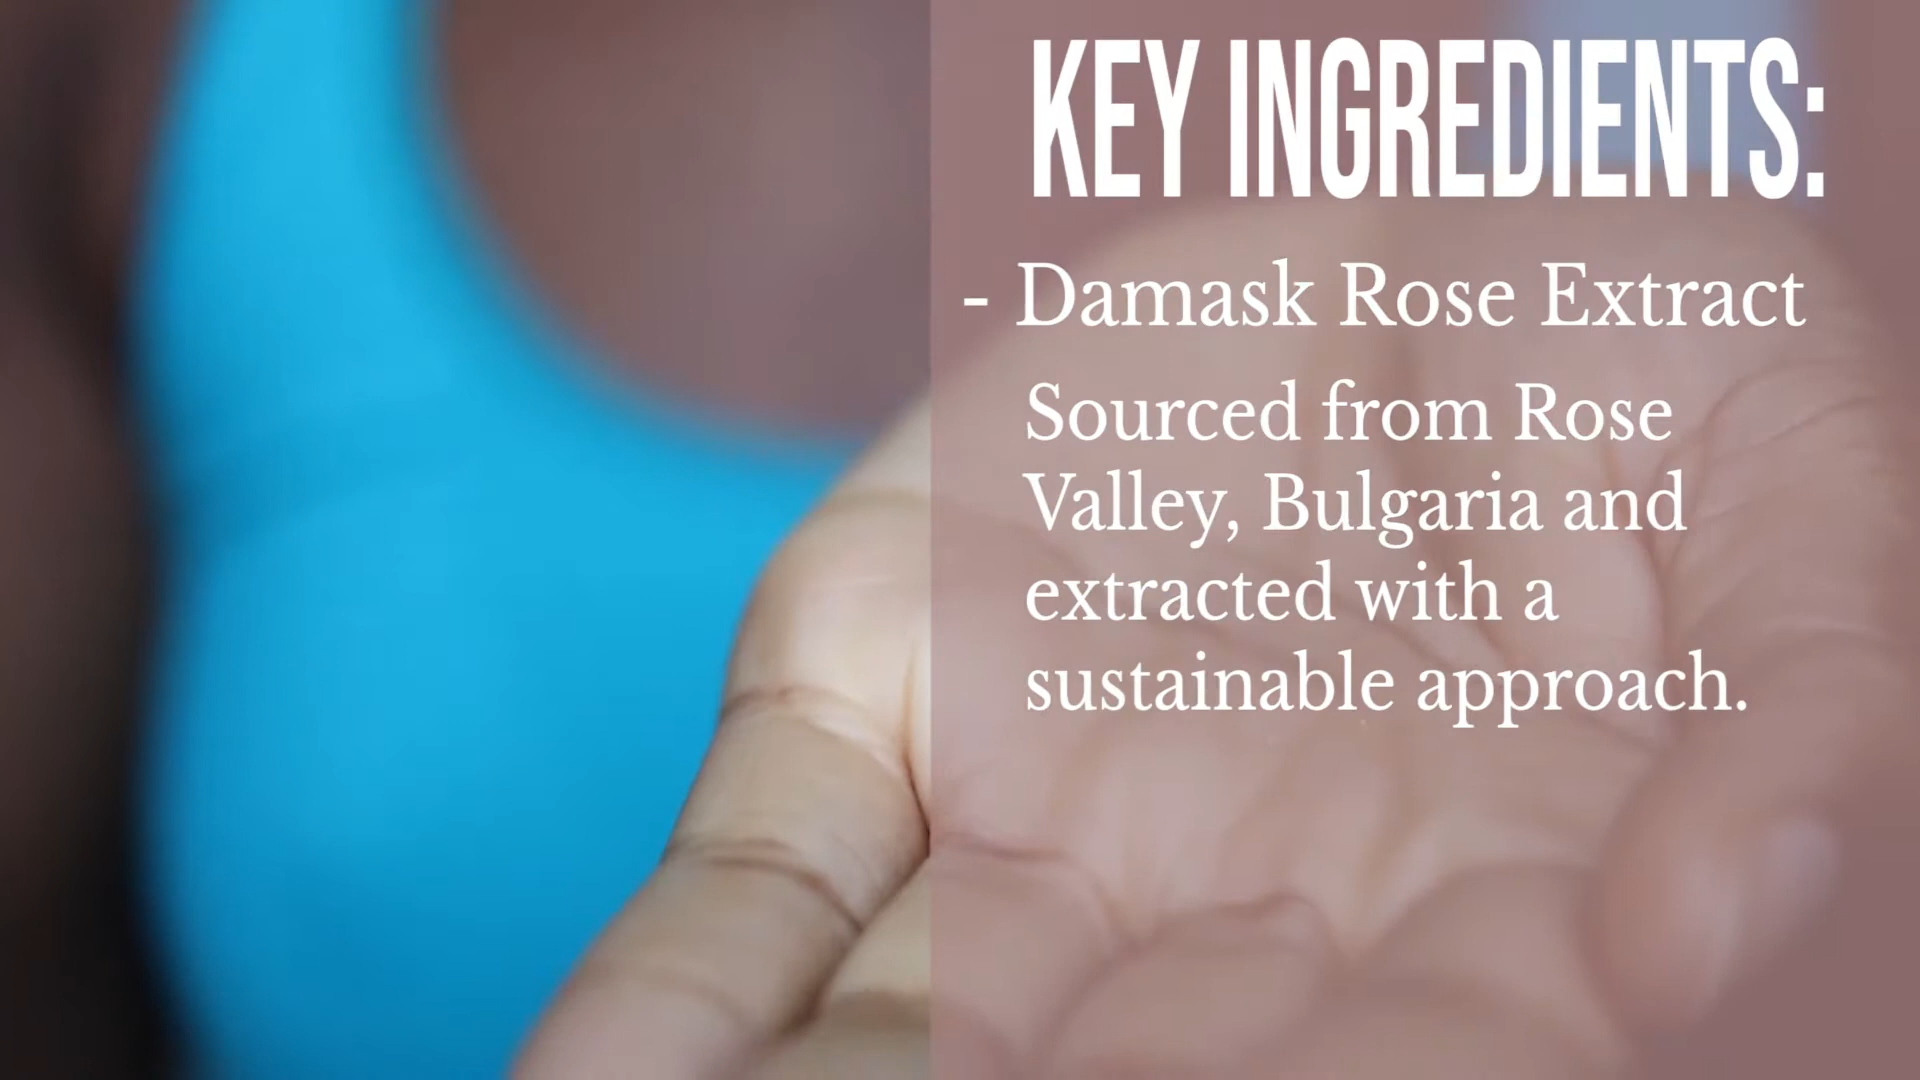 KEY INGREDIENTS:
- Damask Rose Extract
Sourced from Rose
Valley, Bulgaria and
extracted with a
sustainable approach.